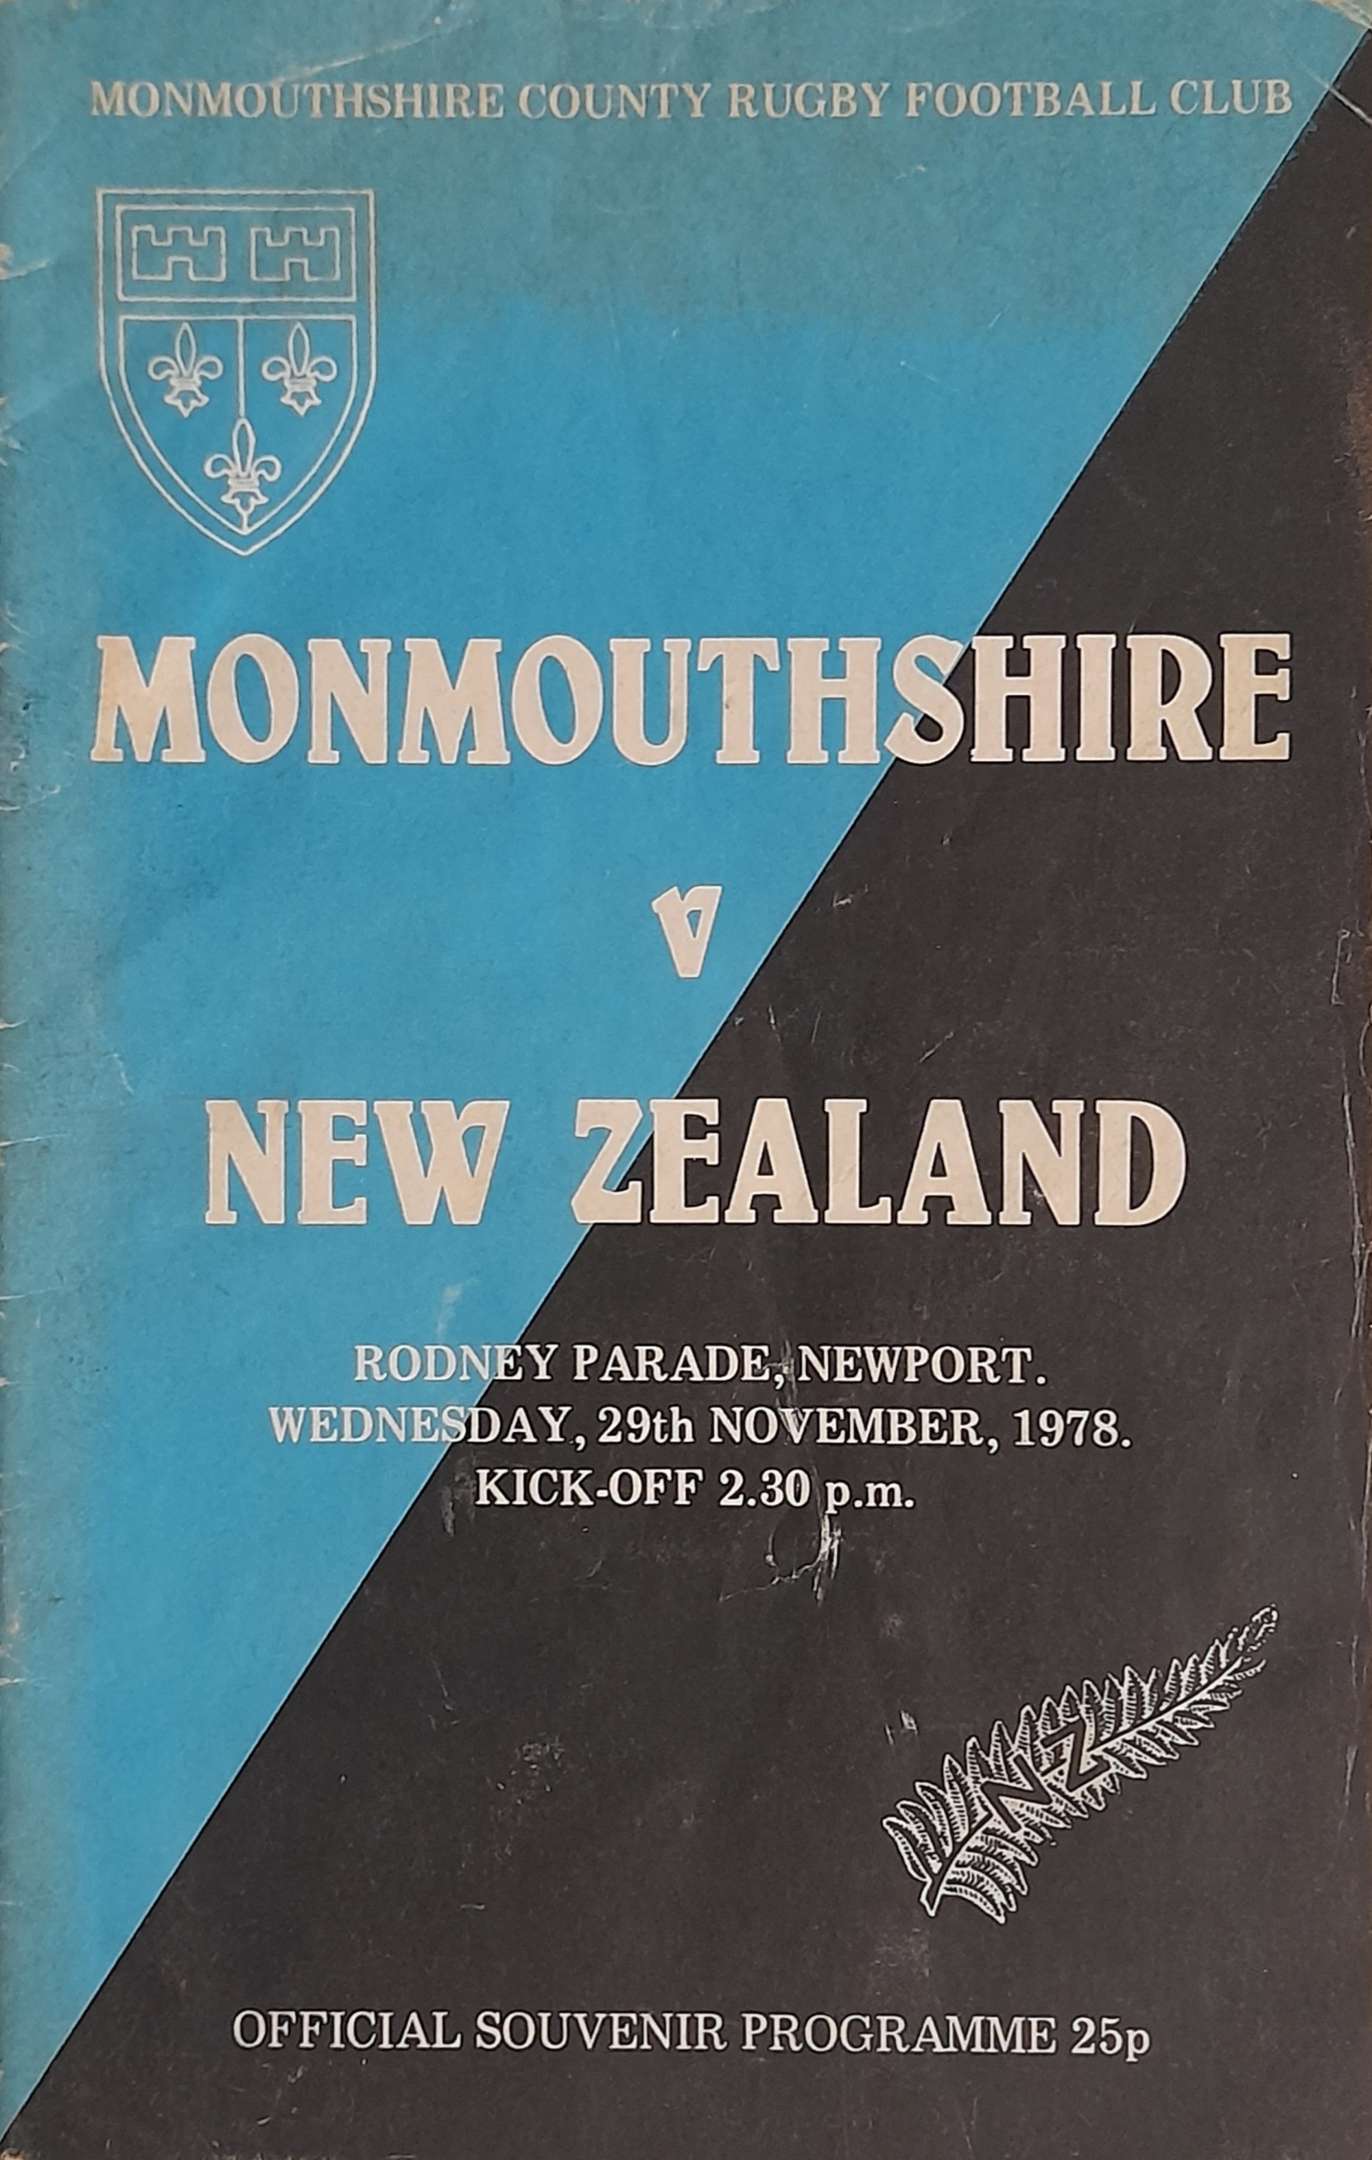 MONMOUTHSHIRE COUNTY RUGBY FOOTBALL CLUB
MONMOUTHSHIRE
v
NEW ZEALAND
RODNEY PARADE, NEWPORT.
WEDNESDAY, 29th NOVEMBER, 1978.
KICK-OFF 2.30 p.m.
NZ
OFFICIAL SOUVENIR PROGRAMME 25p